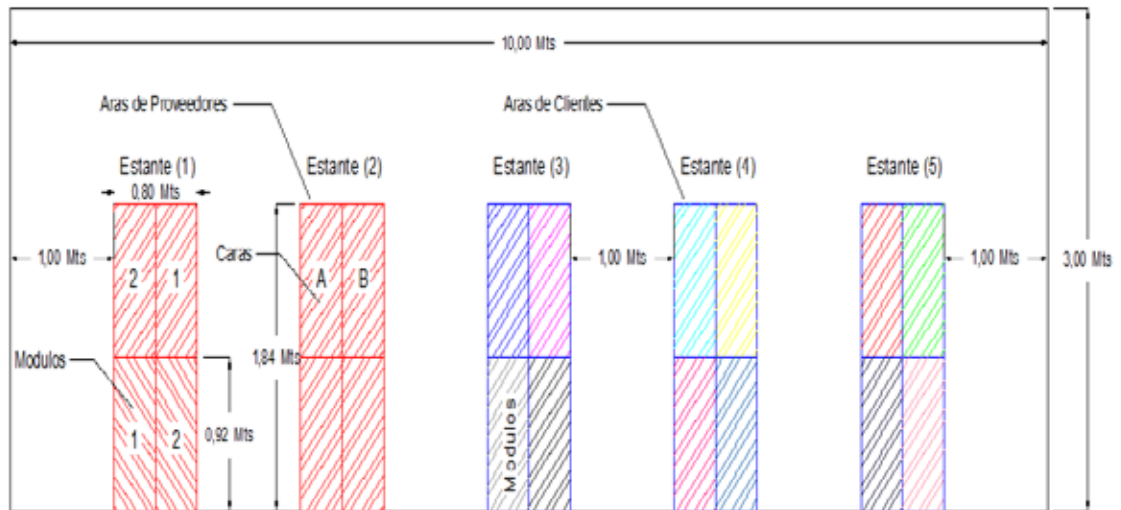 10,00 Mts
Aras de Proveedores
Aras de Clientes
Estante (1)
Estante (2)
Estante (3)
Estante (4)
Estante (5)
0.80 Mts
1,00 Mts
Caras
1,00 Mts
1,00 Mts
3,00 Mts
2
1
A
B
Modulos
1,84 Mts
0,92 Mts
1
2
Modulos